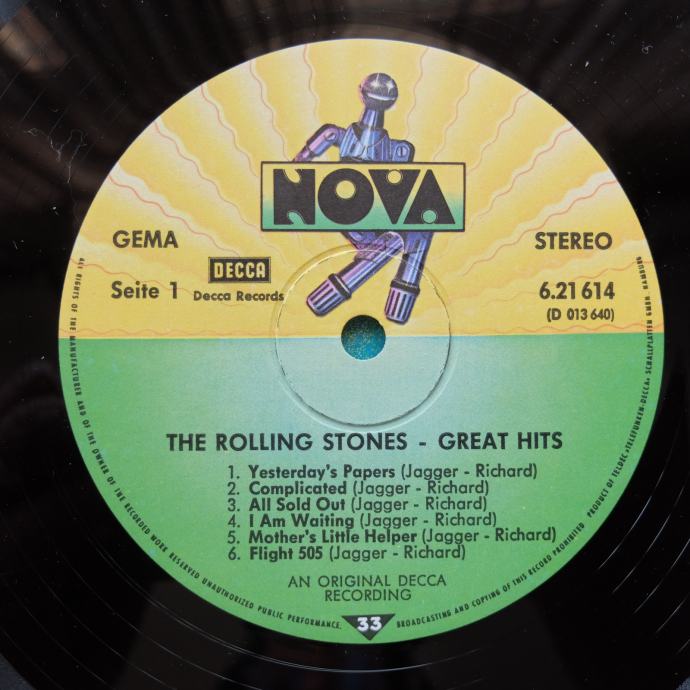 NOVA
GEMA
STEREO
DECCA
Seite 1
Decca Records
6.21 614
(D 013 640)
THE ROLLING STONES - GREAT HITS
1. Yesterday's Papers (Jagger - Richard)
2. Complicated (Jagger - Richard)
3. All Sold Out (Jagger - Richard)
4. I Am Waiting (Jagger - Richard)
5. Mother's Little Helper (Jagger - Richard)
6. Flight 505 (Jagger - Richard)
AN ORIGINAL DECCA
RECORDING
33
ALL RIGHTS OF THE MANUFACTURER AND OF THE OWNER OF THE RECORDED WORK RESERVED UNAUTHORIZED PUBLIC PERFORMANCE, BROADCASTING AND COPYING OF THIS RECORD PROHIBITED PRODUCT OF TELDEC »TELEFUNKEN-DECCA« SCHALLPLATTEN GMBH HAMBURG